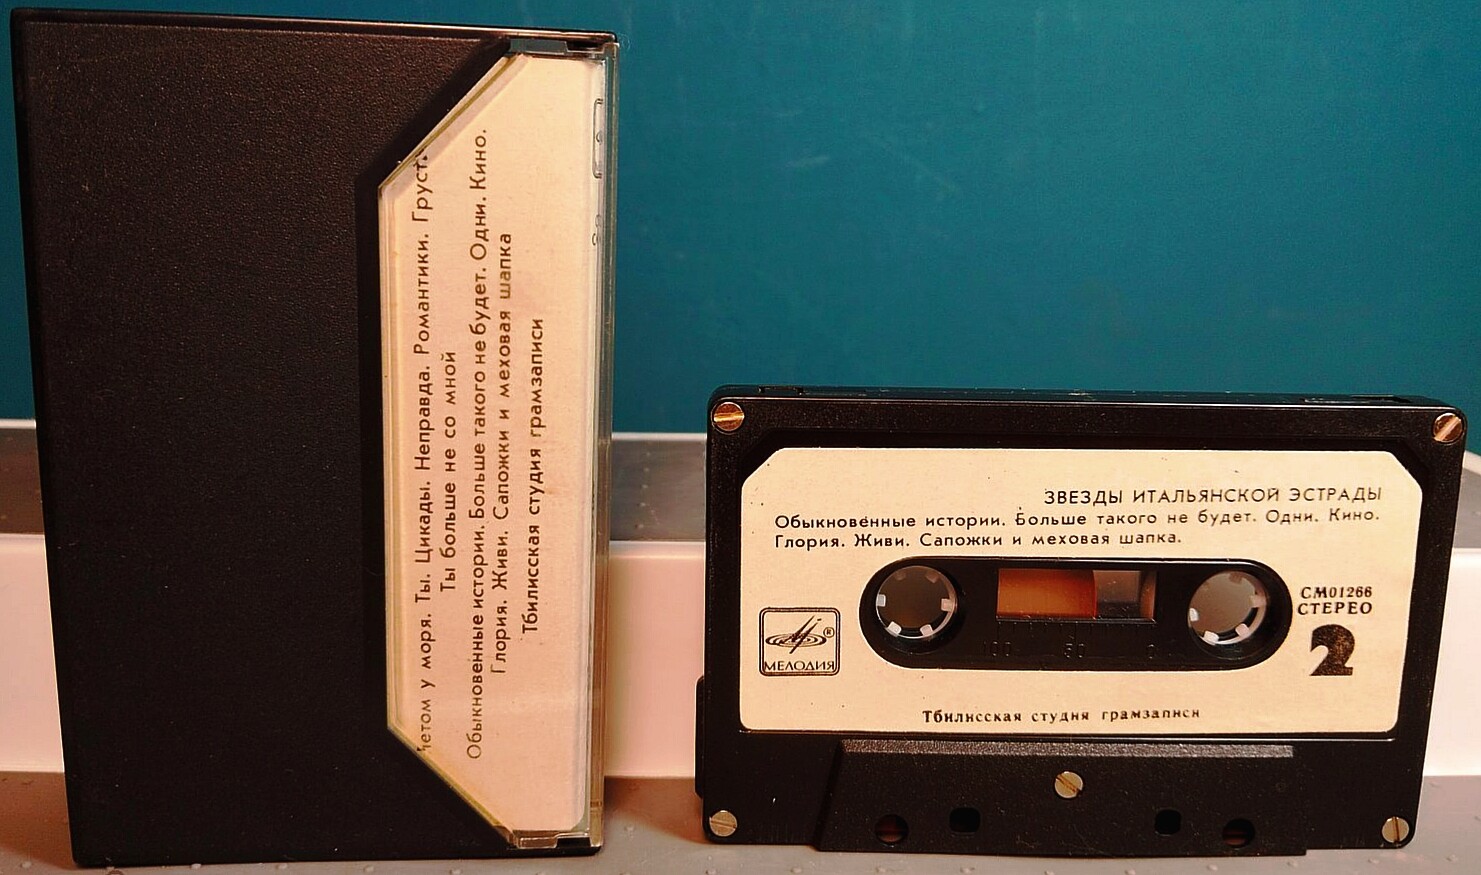 у моря. Ты. Цикады. Неправда. Романтики.
Ты больше не со мной
Обыкновенные истории. Больше такого не будет. Одни. Кино.
Глория. Живи. Сапожки и меховая шапка
Тбилисская студия грамзаписи
ЗВЕЗДЫ ИТАЛЬЯНСКОЙ ЭСТРАДЫ
Обыкновенные истории. Больше такого не будет. Одни. Кино.
Глория. Живи. Сапожки и меховая шапка.
СМ01266
СТЕРЕО
2
®
МЕЛОДИЯ
100 50 0
Тбилисская студия грамзаписи